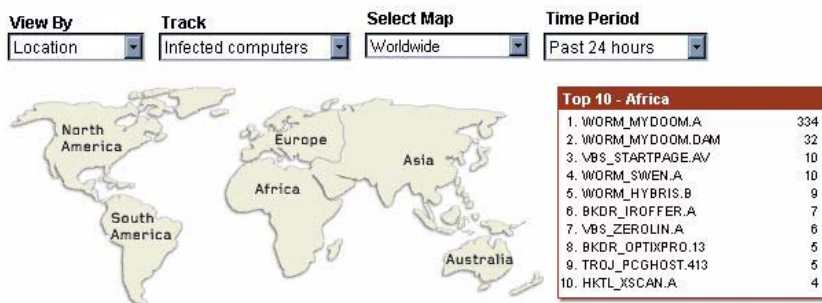 View By Track Select Map Time Period
Location Infected computers Worldwide Past 24 hours
North America
Europe
Asia
Africa
South America
Australia
Top 10 - Africa
1. WORM_MYDOOM.A 334
2. WORM_MYDOOM.DAM 32
3. VBS_STARTPAGE.AV 10
4. WORM_SWEN.A 10
5. WORM_HYBRIS.B 9
6. BKDR_IROFFER.A 7
7. VBS_ZEROLIN.A 6
8. BKDR_OPTIXPRO.13 5
9. TROJ_PCGHOST.413 5
10. HKTL_XSCAN.A 4